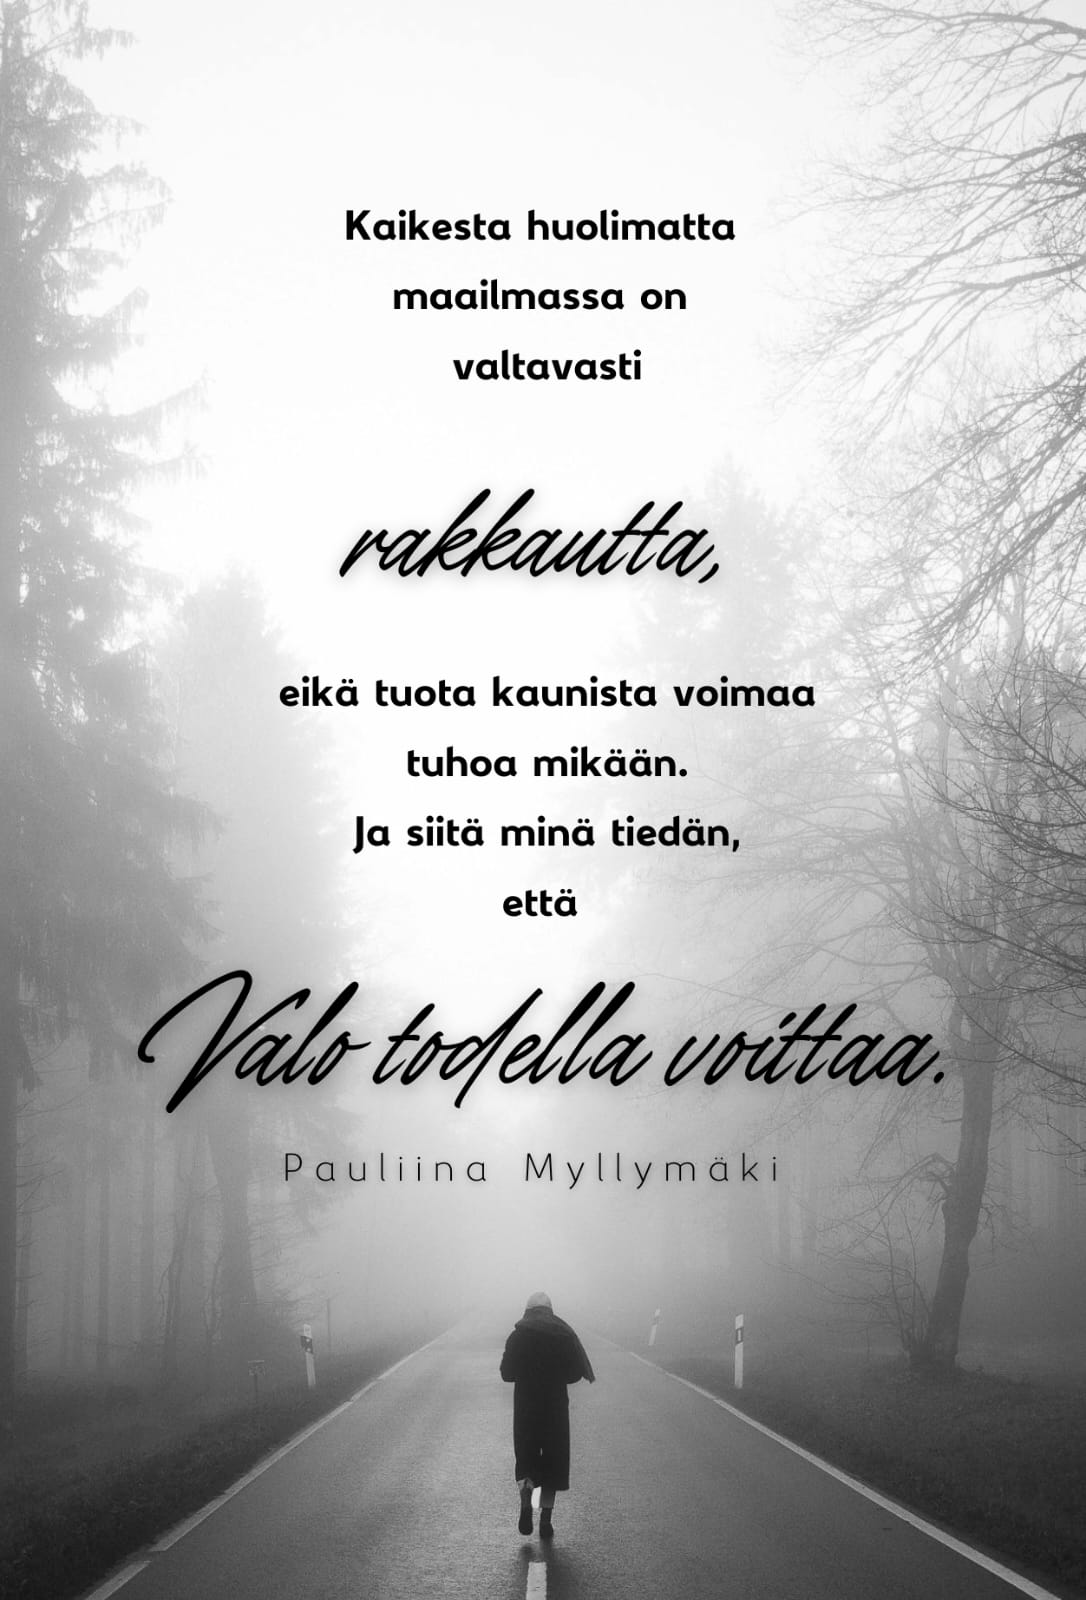 Kaikesta huolimatta
maailmassa on
valtavasti
rakkautta,
eikä tuota kaunista voimaa
tuhoa mikään.
Ja siitä minä tiedän,
että
Valo todella voittaa.
Pauliina Myllymäki